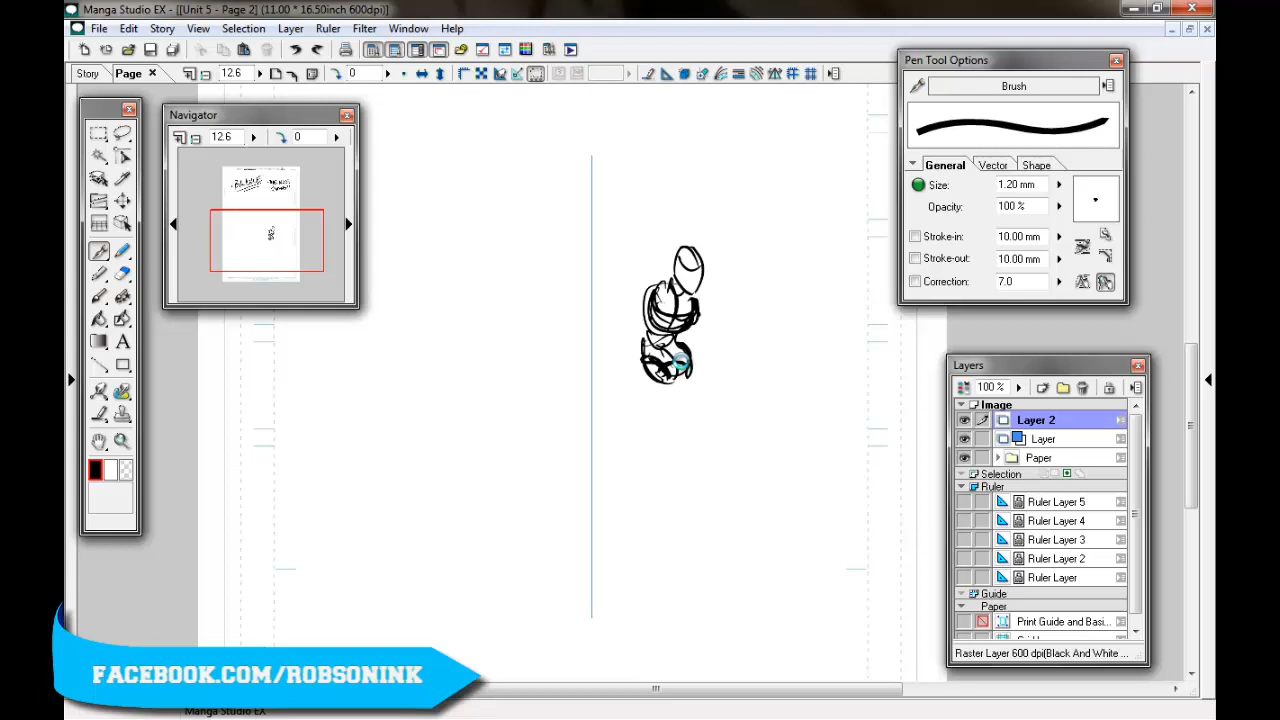 Manga Studio EX - [[Unit 5 - Page 2] (11.00 * 16.50inch 600dpi)]
File Edit Story View Selection Layer Ruler Filter Window Help
Story Page 12.6 0
Navigator
12.6 0
Pen Tool Options
Brush
General Vector Shape
Size: 1.20 mm
Opacity: 100 %
Stroke-in: 10.00 mm
Stroke-out: 10.00 mm
Correction: 7.0
Layers
100 %
Image
Layer 2
Layer
Paper
Selection
Ruler
Ruler Layer 5
Ruler Layer 4
Ruler Layer 3
Ruler Layer 2
Ruler Layer
Guide
Paper
Print Guide and Basi...
Raster Layer 600 dpi(Black And White ...
FACEBOOK.COM/ROBSONINK
Manga Studio EX